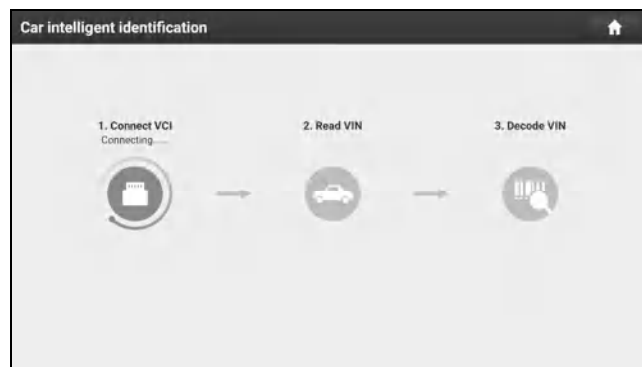 Car intelligent identification
1. Connect VCI
Connecting......
2. Read VIN
3. Decode VIN